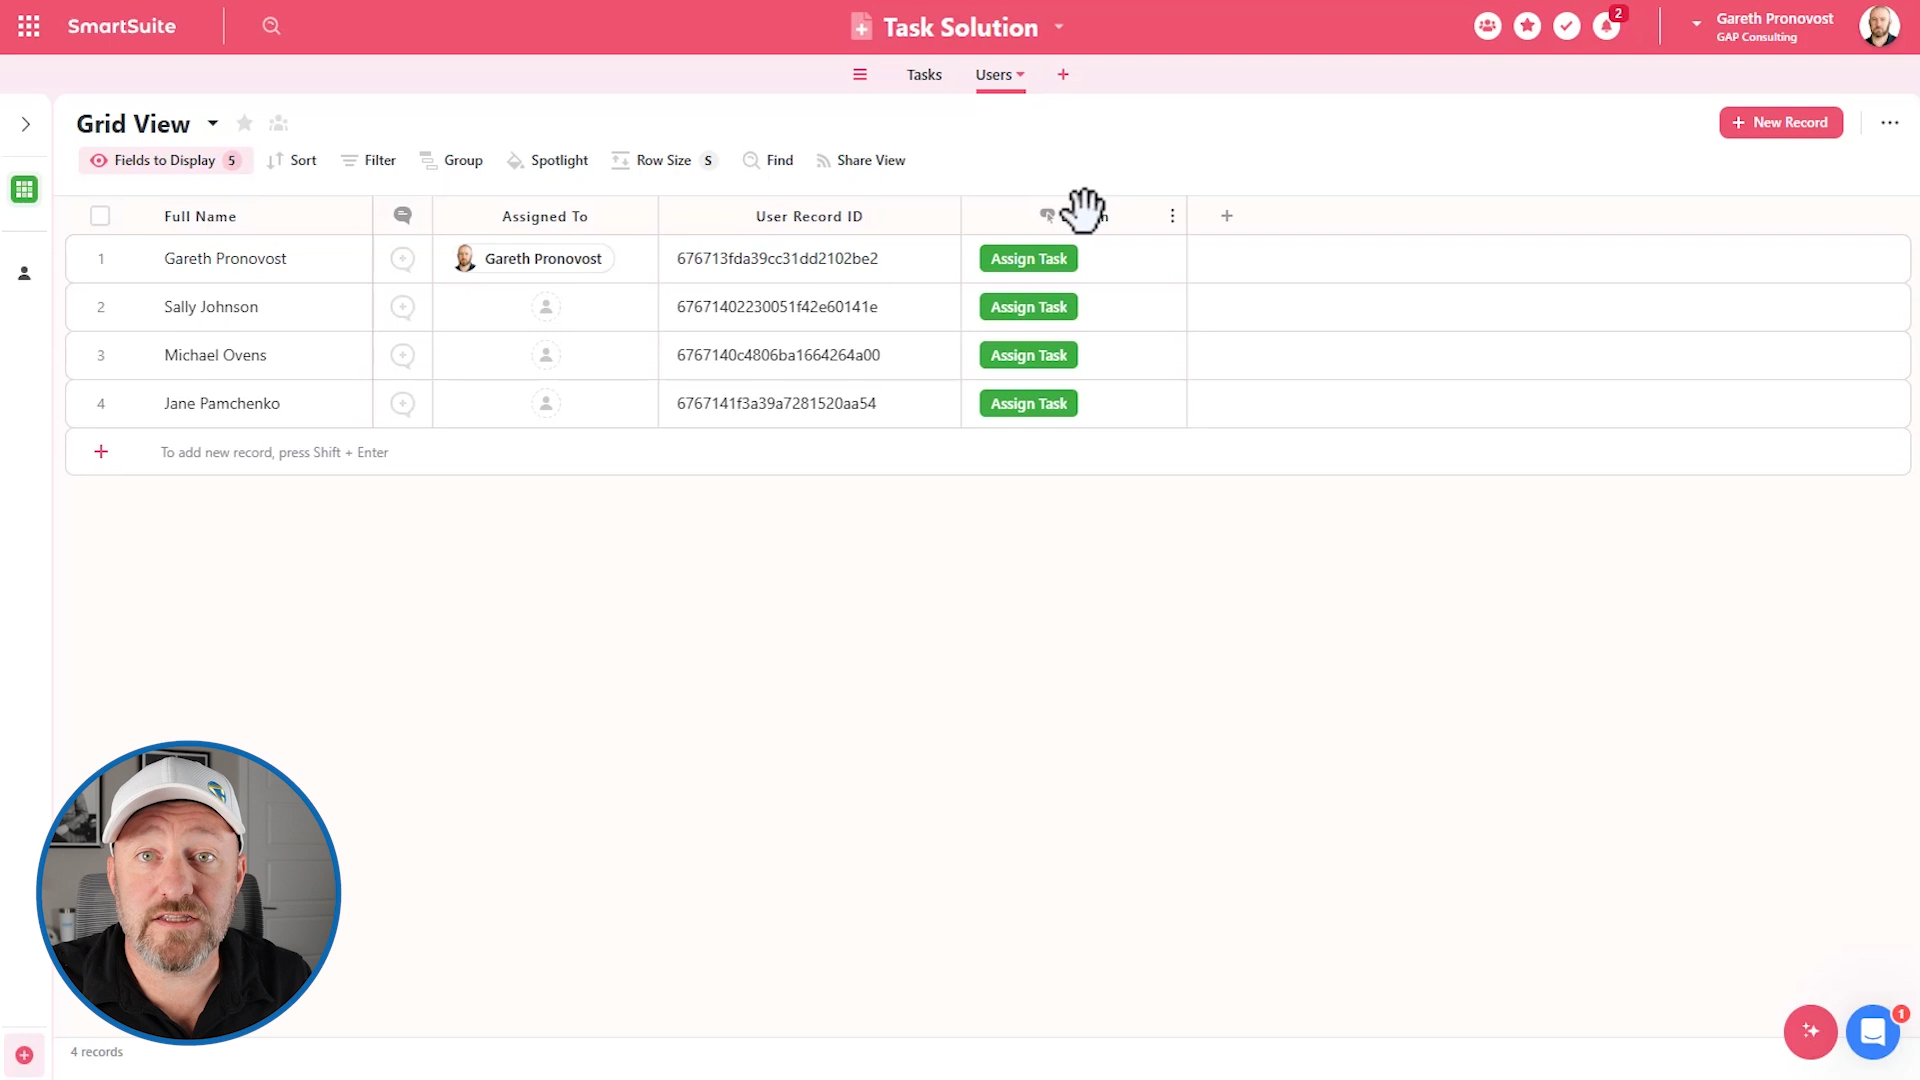 SmartSuite
Task Solution
2
Gareth Pronovost
GAP Consulting
Tasks
Users
Grid View
New Record
Fields to Display 5
Sort
Filter
Group
Spotlight
Row Size S
Find
Share View
Full Name
Assigned To
User Record ID
1 Gareth Pronovost Gareth Pronovost 676713fda39cc31dd2102be2 Assign Task
2 Sally Johnson 67671402230051f42e60141e Assign Task
3 Michael Ovens 6767140c4806ba1664264a00 Assign Task
4 Jane Pamchenko 6767141f3a39a7281520aa54 Assign Task
To add new record, press Shift + Enter
1
4 records